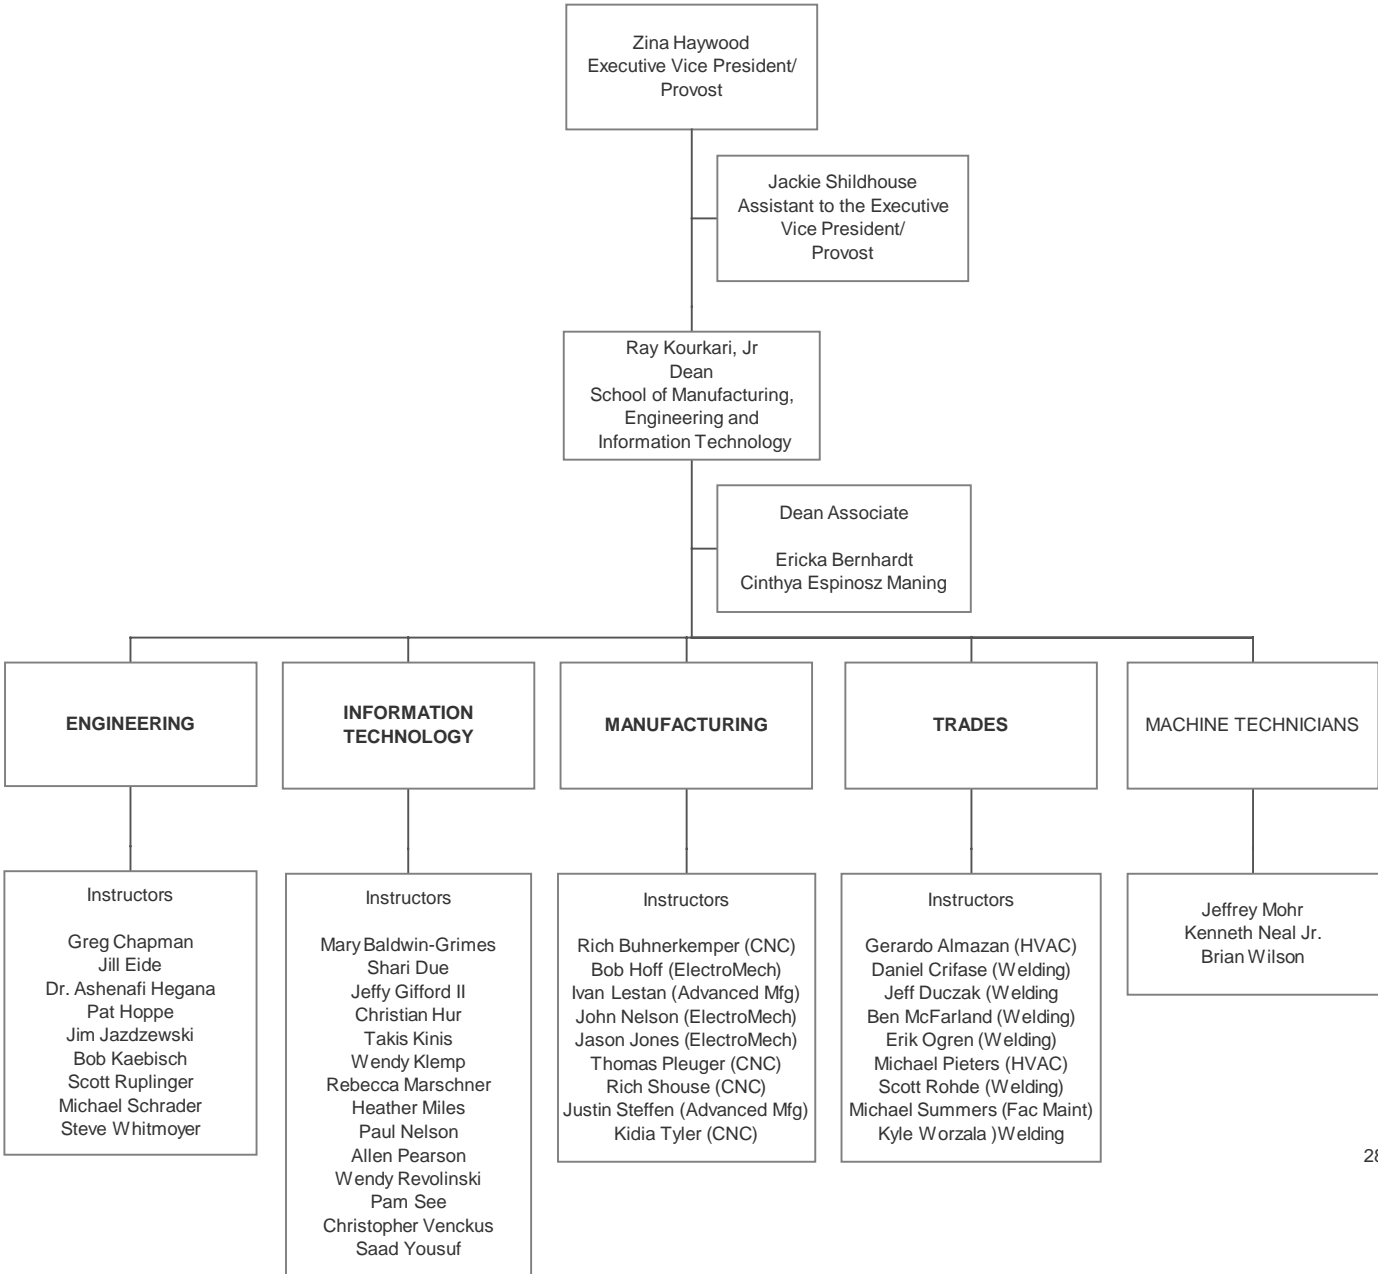 Zina Haywood
Executive Vice President/
Provost
Jackie Shildhouse
Assistant to the Executive
Vice President/
Provost
Ray Kourkari, Jr
Dean
School of Manufacturing,
Engineering and
Information Technology
Dean Associate
Ericka Bernhardt
Cinthya Espinosz Maning
ENGINEERING
INFORMATION
TECHNOLOGY
MANUFACTURING
TRADES
MACHINE TECHNICIANS
Instructors
Greg Chapman
Jill Eide
Dr. Ashenafi Hegana
Pat Hoppe
Jim Jazdzewski
Bob Kaebisch
Scott Ruplinger
Michael Schrader
Steve Whitmoyer
Instructors
Mary Baldwin-Grimes
Shari Due
Jeffy Gifford II
Christian Hur
Takis Kinis
Wendy Klemp
Rebecca Marschner
Heather Miles
Paul Nelson
Allen Pearson
Wendy Revolinski
Pam See
Christopher Venckus
Saad Yousuf
Instructors
Rich Buhnerkemper (CNC)
Bob Hoff (ElectroMech)
Ivan Lestan (Advanced Mfg)
John Nelson (ElectroMech)
Jason Jones (ElectroMech)
Thomas Pleuger (CNC)
Rich Shouse (CNC)
Justin Steffen (Advanced Mfg)
Kidia Tyler (CNC)
Instructors
Gerardo Almazan (HVAC)
Daniel Crifase (Welding)
Jeff Duczak (Welding
Ben McFarland (Welding)
Erik Ogren (Welding)
Michael Pieters (HVAC)
Scott Rohde (Welding)
Michael Summers (Fac Maint)
Kyle Worzala )Welding
Jeffrey Mohr
Kenneth Neal Jr.
Brian Wilson
28